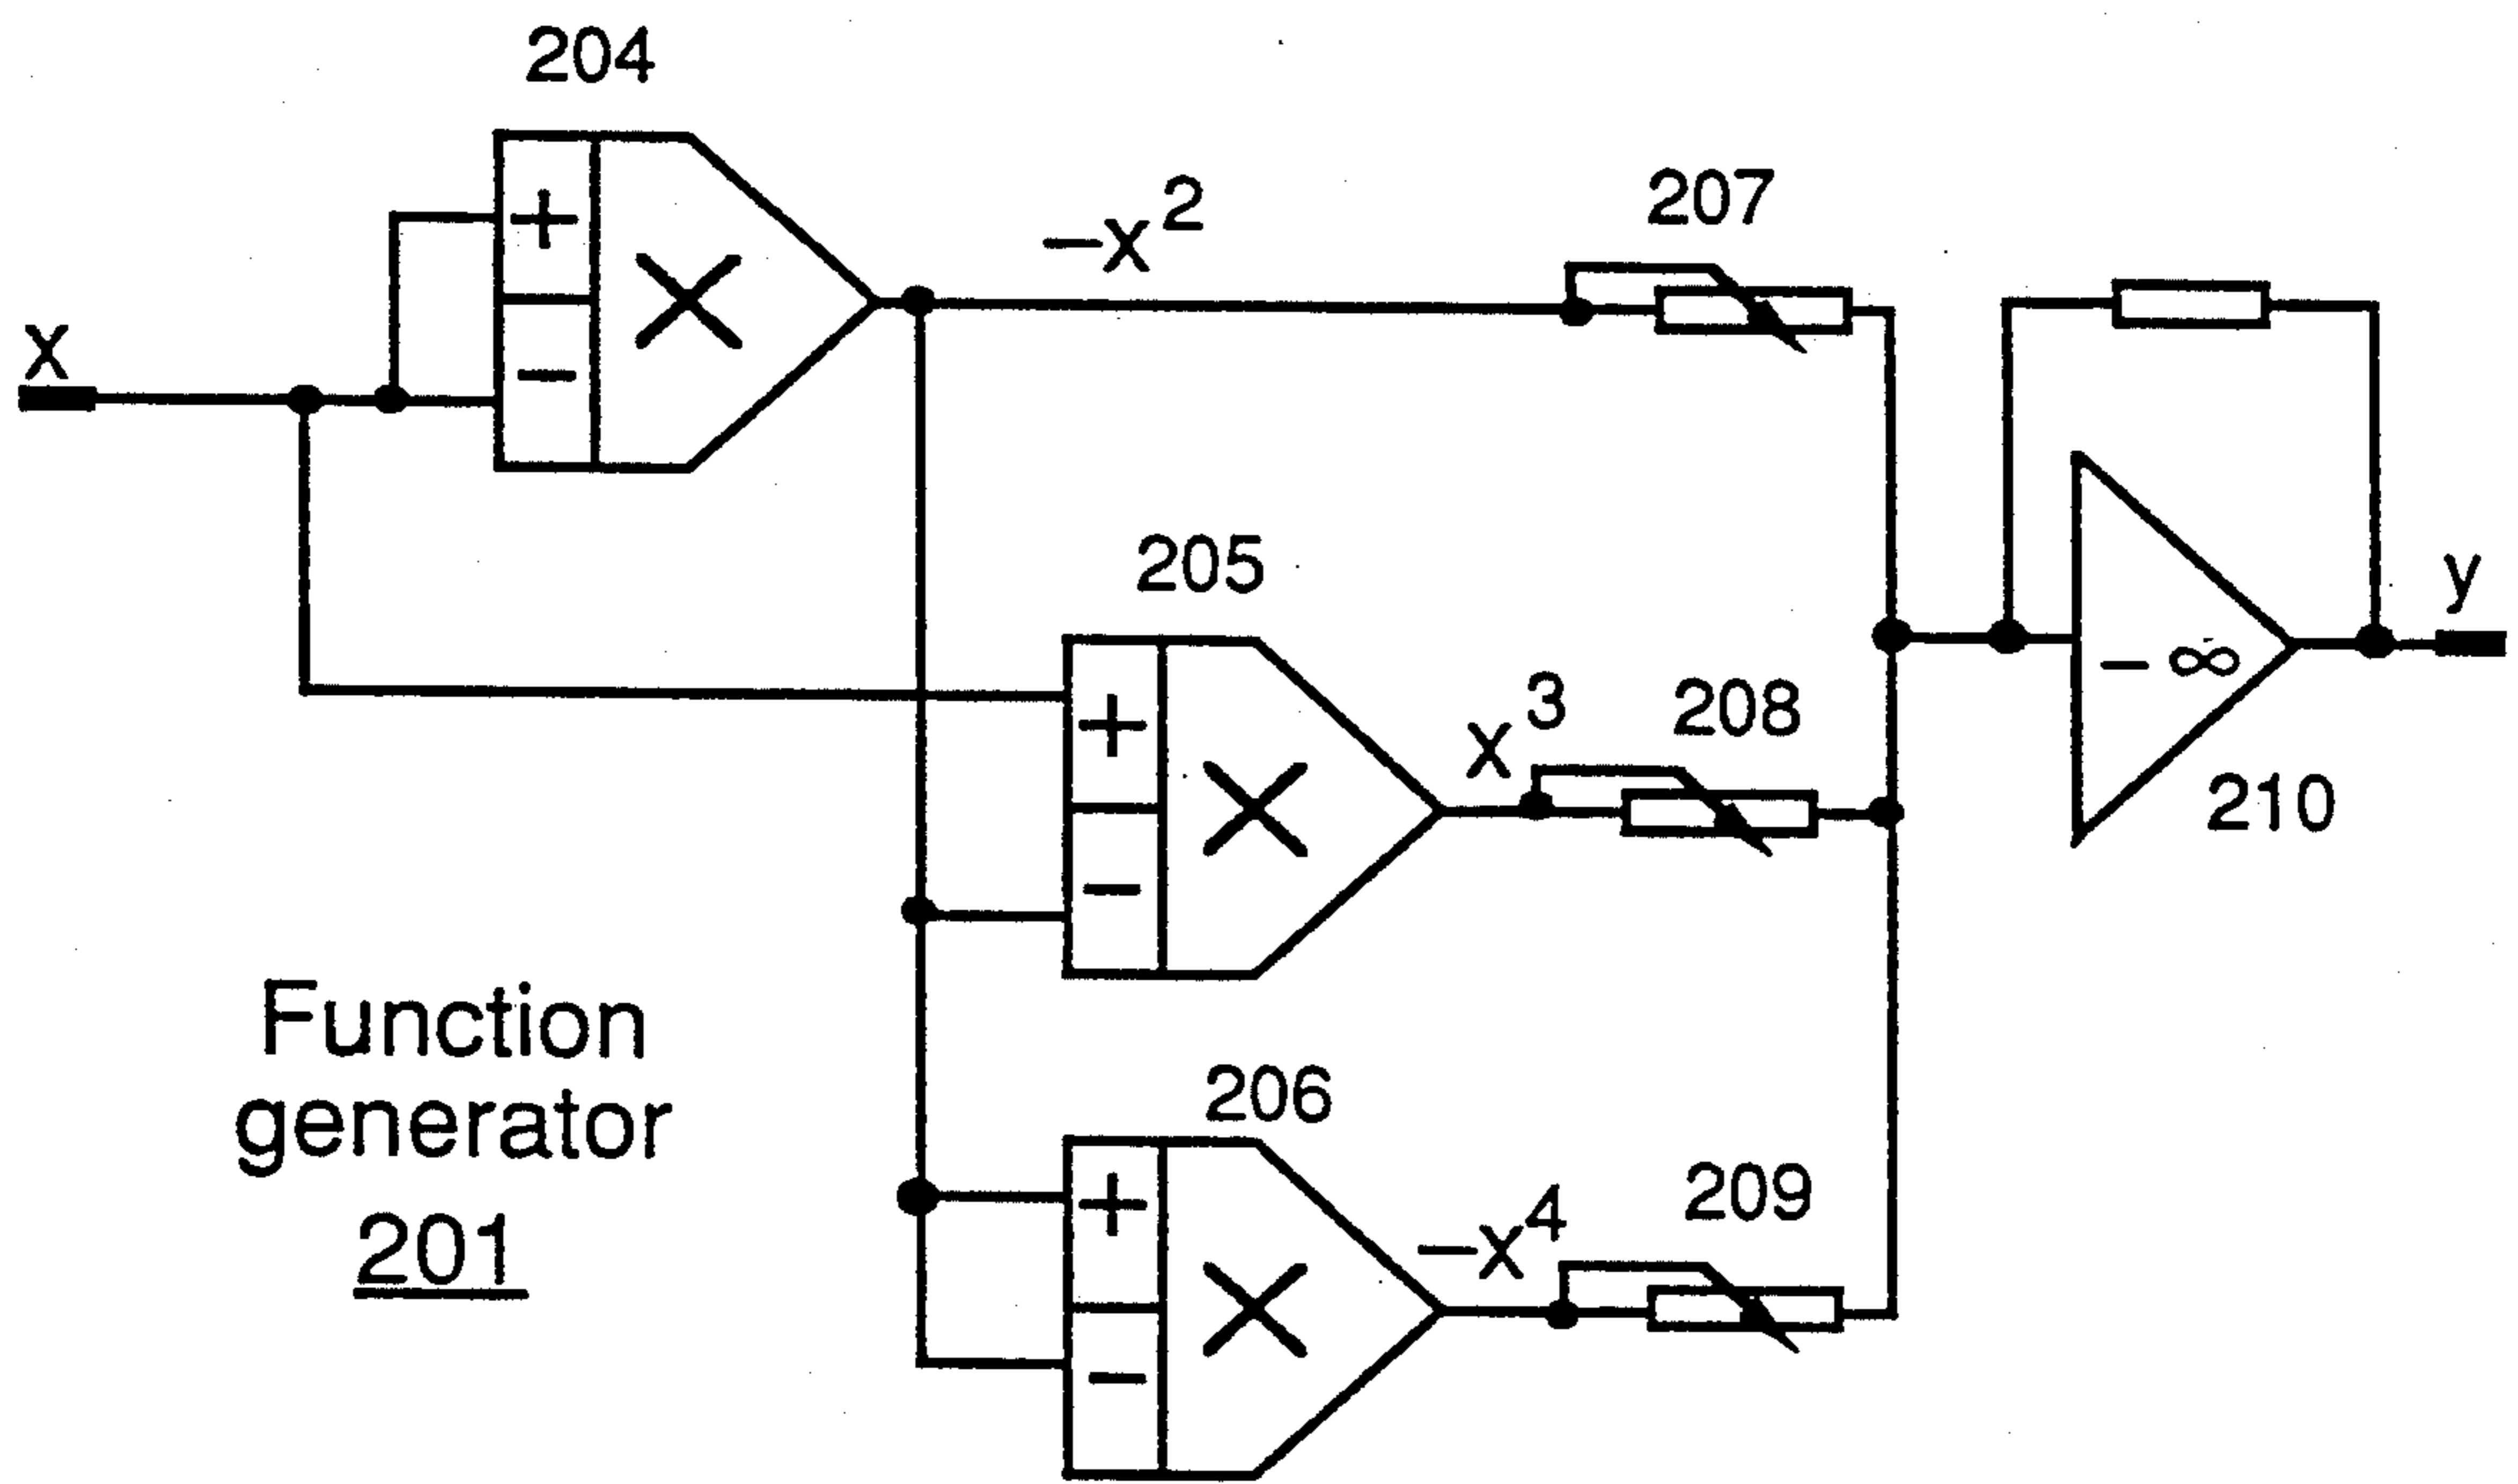 204
207
–x²
x
+
×
–
205
y
+
×
–
x³
208
– ∞
210
Function
generator
201
206
+
×
–
–x⁴
209